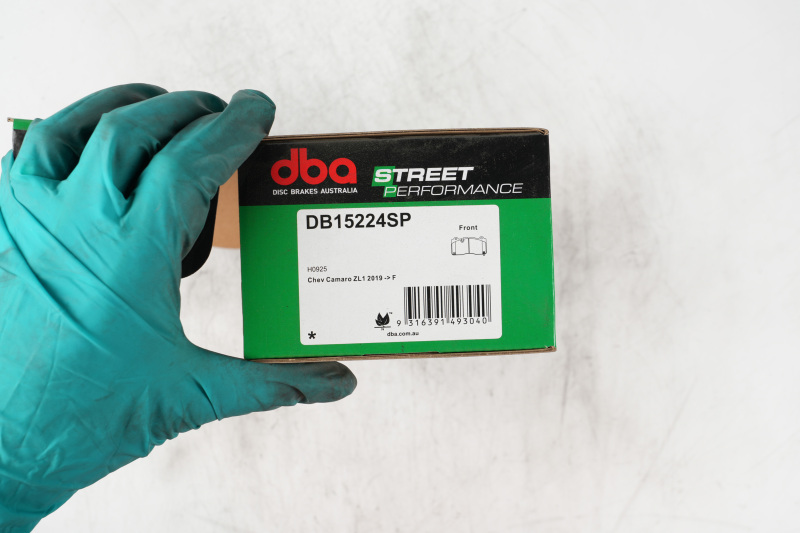 dba
DISC BRAKES AUSTRALIA
STREET
PERFORMANCE
DB15224SP
Front
H0925
Chev Camaro ZL1 2019 -> F
9 316391 493040
*
dba.com.au